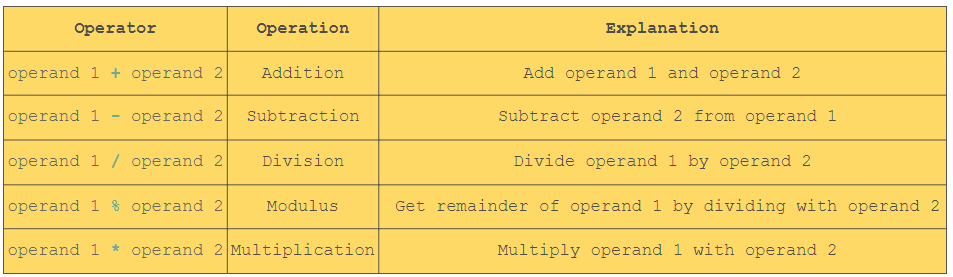 Operator Operation Explanation
operand 1 + operand 2 Addition Add operand 1 and operand 2
operand 1 - operand 2 Subtraction Subtract operand 2 from operand 1
operand 1 / operand 2 Division Divide operand 1 by operand 2
operand 1 % operand 2 Modulus Get remainder of operand 1 by dividing with operand 2
operand 1 * operand 2 Multiplication Multiply operand 1 with operand 2